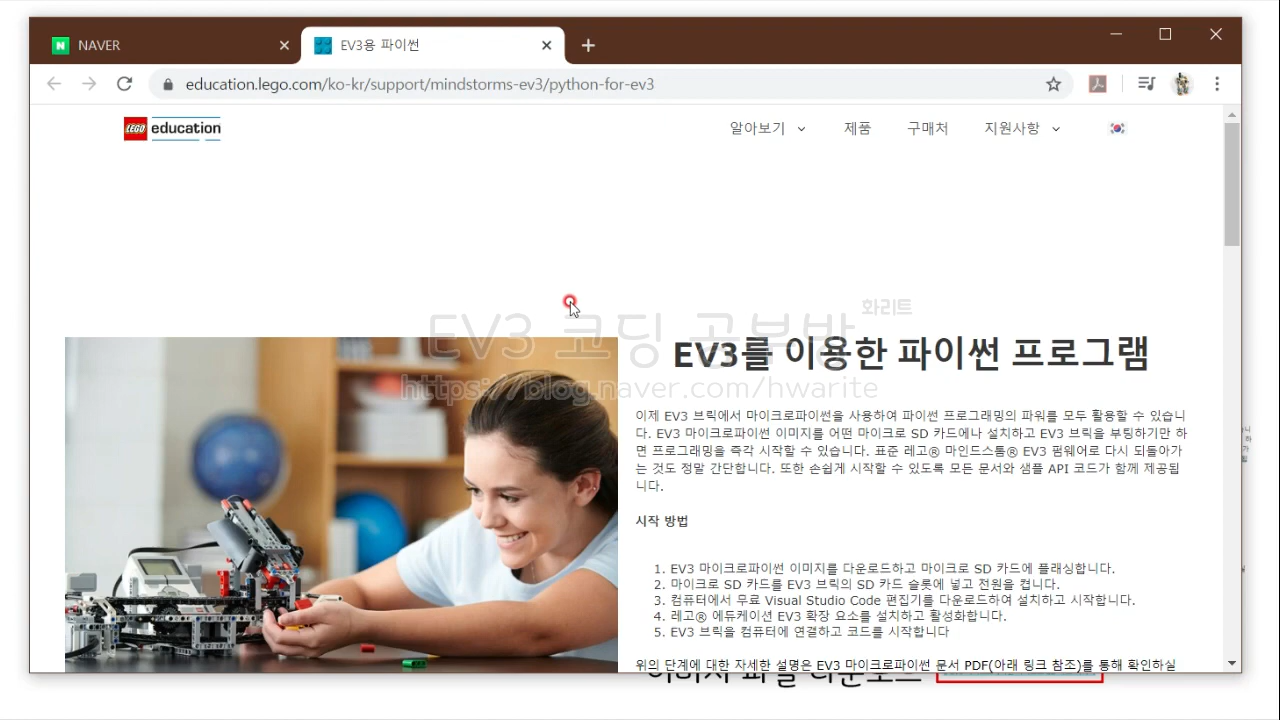 NAVER
EV3용 파이썬
education.lego.com/ko-kr/support/mindstorms-ev3/python-for-ev3
LEGO education
알아보기
제품
구매처
지원사항
화리트
EV3 코딩 공부방
https://blog.naver.com/hwarite
EV3를 이용한 파이썬 프로그램
이제 EV3 브릭에서 마이크로파이썬을 사용하여 파이썬 프로그래밍의 파워를 모두 활용할 수 있습니
다. EV3 마이크로파이썬 이미지를 어떤 마이크로 SD 카드에나 설치하고 EV3 브릭을 부팅하기만 하
면 프로그래밍을 즉각 시작할 수 있습니다. 표준 레고® 마인드스톰® EV3 펌웨어로 다시 되돌아가
는 것도 정말 간단합니다. 또한 손쉽게 시작할 수 있도록 모든 문서와 샘플 API 코드가 함께 제공됩
니다.
시작 방법
1. EV3 마이크로파이썬 이미지를 다운로드하고 마이크로 SD 카드에 플래싱합니다.
2. 마이크로 SD 카드를 EV3 브릭의 SD 카드 슬롯에 넣고 전원을 켭니다.
3. 컴퓨터에서 무료 Visual Studio Code 편집기를 다운로드하여 설치하고 시작합니다.
4. 레고® 에듀케이션 EV3 확장 요소를 설치하고 활성화합니다.
5. EV3 브릭을 컴퓨터에 연결하고 코드를 시작합니다
위의 단계에 대한 자세한 설명은 EV3 마이크로파이썬 문서 PDF(아래 링크 참조)를 통해 확인하실